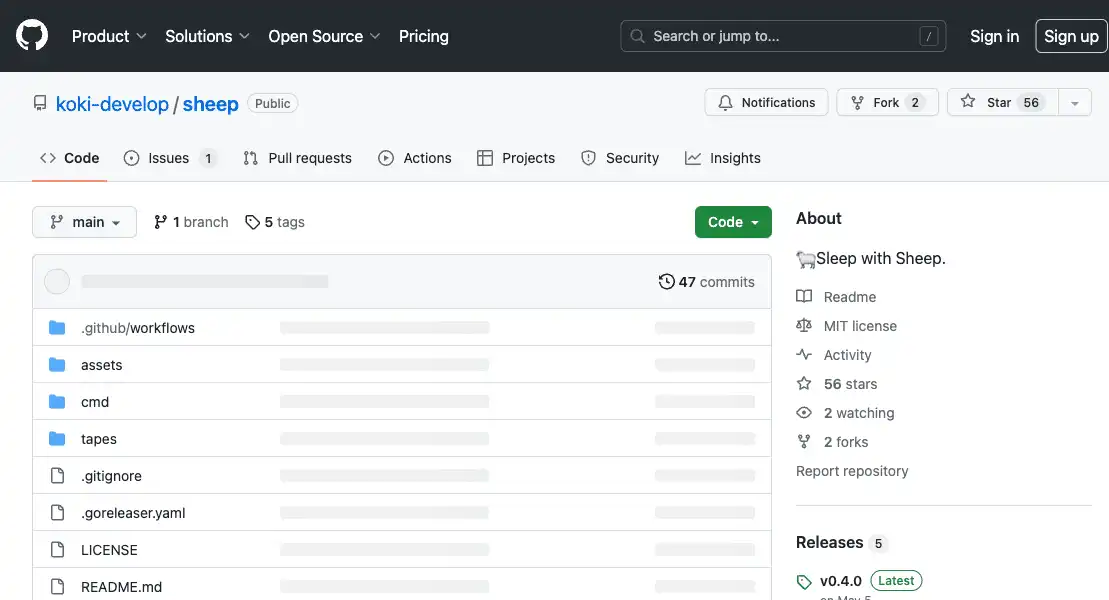 Product Solutions Open Source Pricing Search or jump to... / Sign in Sign up
koki-develop / sheep Public Notifications Fork 2 Star 56
Code Issues 1 Pull requests Actions Projects Security Insights
main 1 branch 5 tags Code
47 commits
.github/workflows
assets
cmd
tapes
.gitignore
.goreleaser.yaml
LICENSE
README.md
About
🐑Sleep with Sheep.
Readme
MIT license
Activity
56 stars
2 watching
2 forks
Report repository
Releases 5
v0.4.0 Latest
on May 5